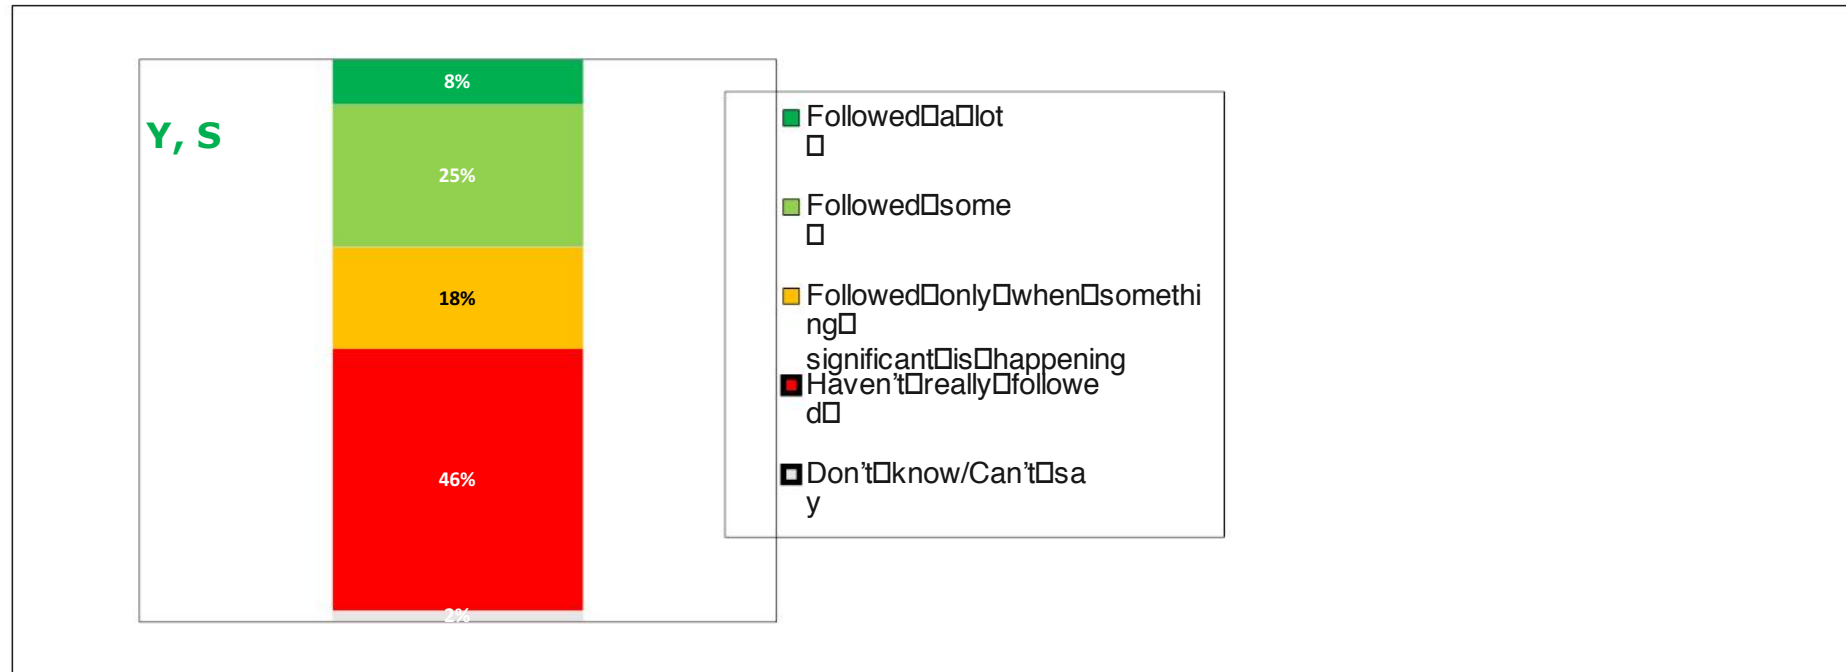 8%
Y, S
25%
18%
46%
2%
Followed□a□lot
□
Followed□some
□
Followed□only□when□somethi
ng□
significant□is□happening
Haven't□really□followe
d□
Don't□know/Can't□sa
y